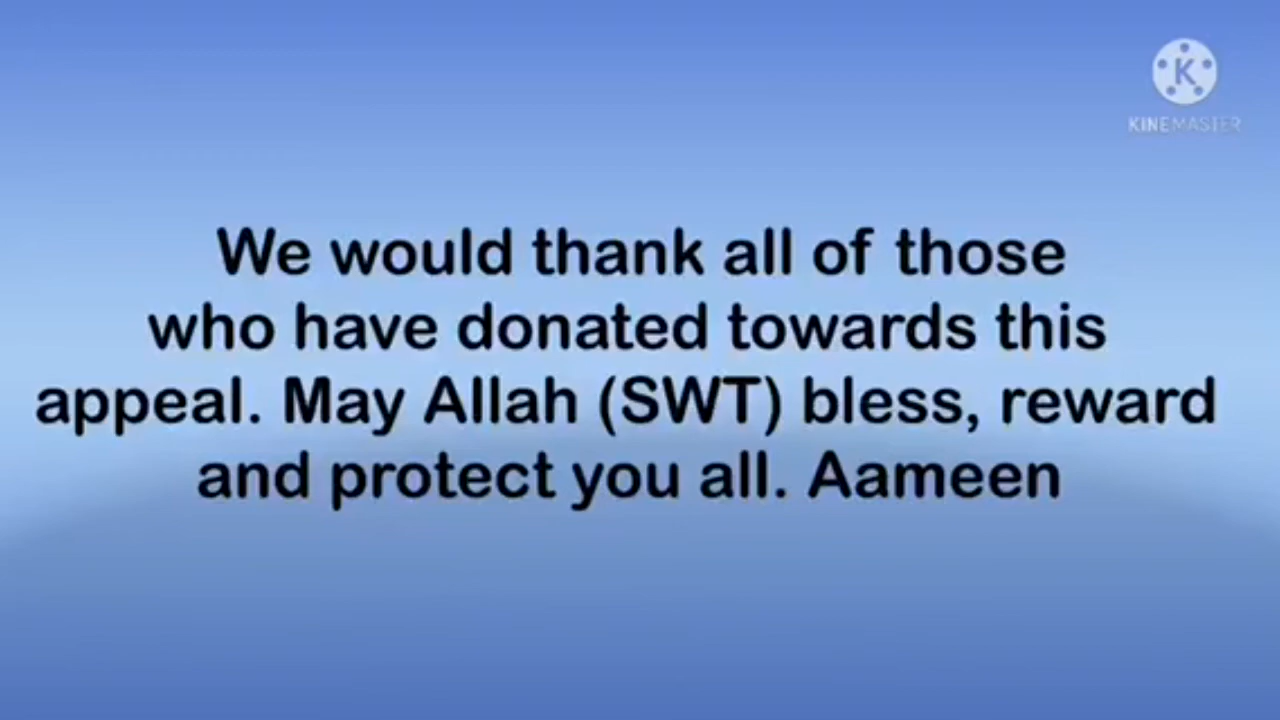 K
KINEMASTER
We would thank all of those
who have donated towards this
appeal. May Allah (SWT) bless, reward
and protect you all. Aameen